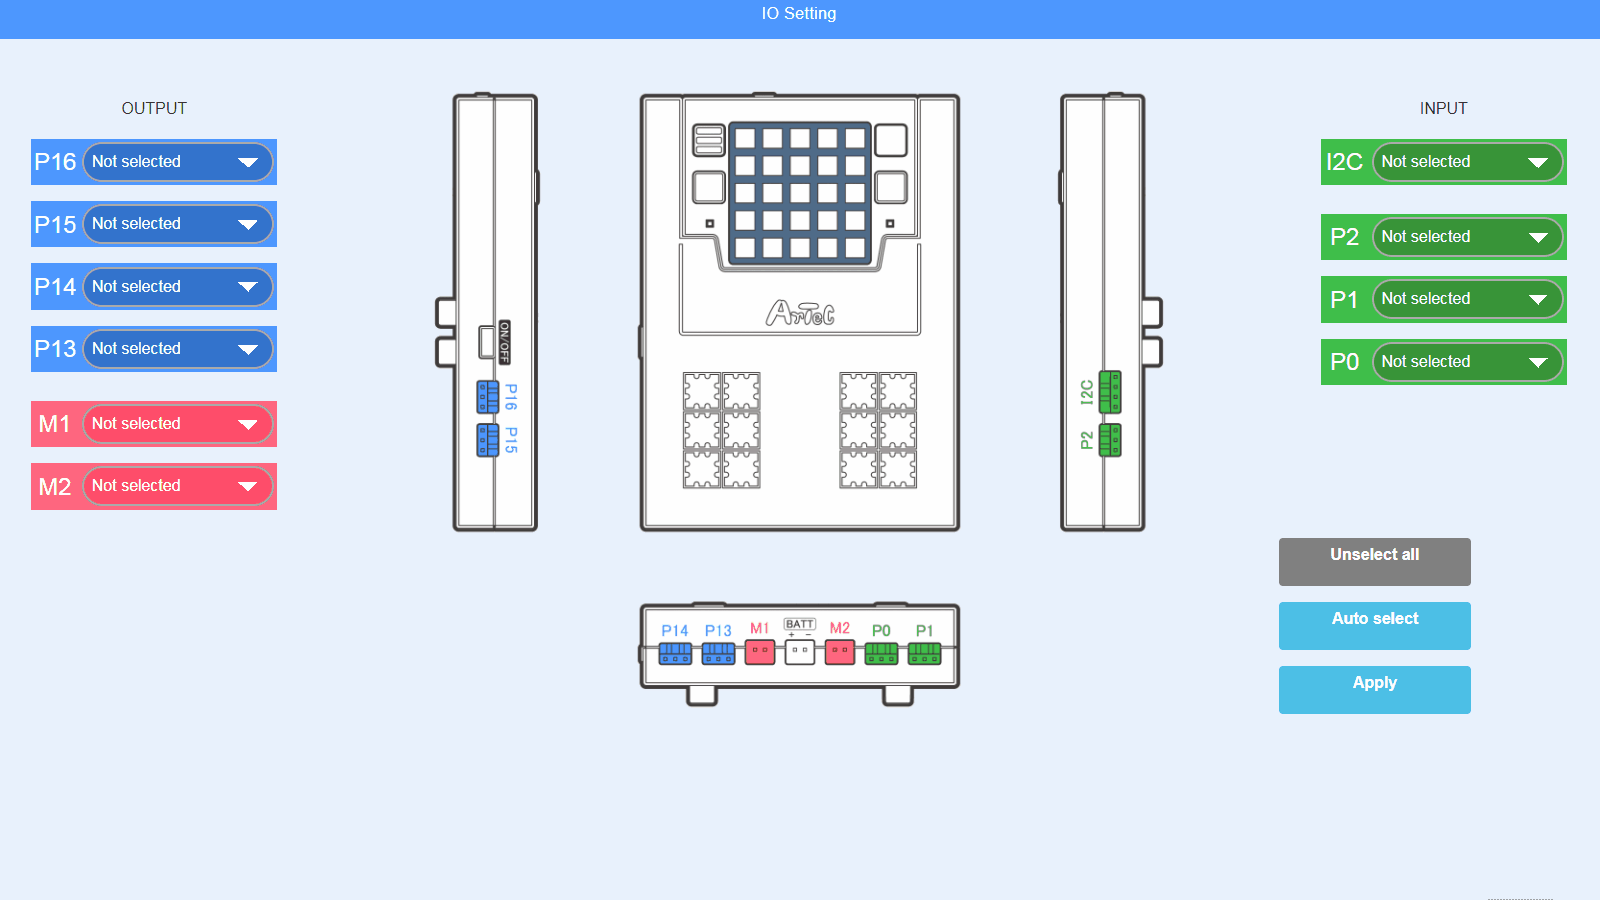 IO Setting
OUTPUT
INPUT
P16 Not selected
P15 Not selected
P14 Not selected
P13 Not selected
M1 Not selected
M2 Not selected
ON/OFF
P16
P15
ArTeC
I2C
P2
I2C Not selected
P2 Not selected
P1 Not selected
P0 Not selected
P14 P13 M1 BATT M2 P0 P1
+ −
Unselect all
Auto select
Apply